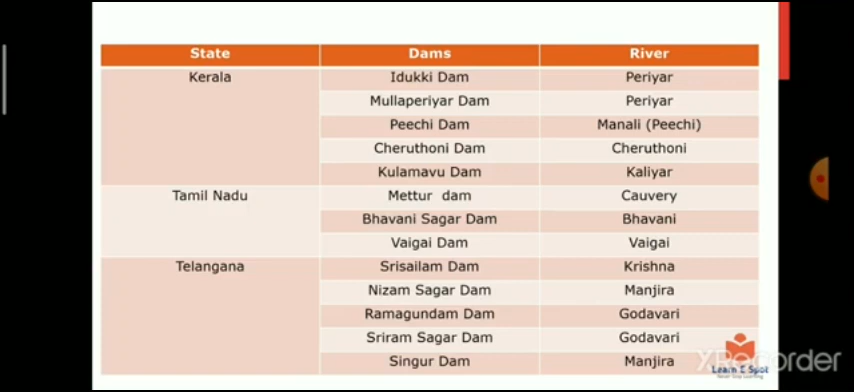 State Dams River
Kerala Idukki Dam Periyar
Mullaperiyar Dam Periyar
Peechi Dam Manali (Peechi)
Cheruthoni Dam Cheruthoni
Kulamavu Dam Kaliyar
Tamil Nadu Mettur dam Cauvery
Bhavani Sagar Dam Bhavani
Vaigai Dam Vaigai
Telangana Srisailam Dam Krishna
Nizam Sagar Dam Manjira
Ramagundam Dam Godavari
Sriram Sagar Dam Godavari
Singur Dam Manjira
XRecorder
Learn E Spot